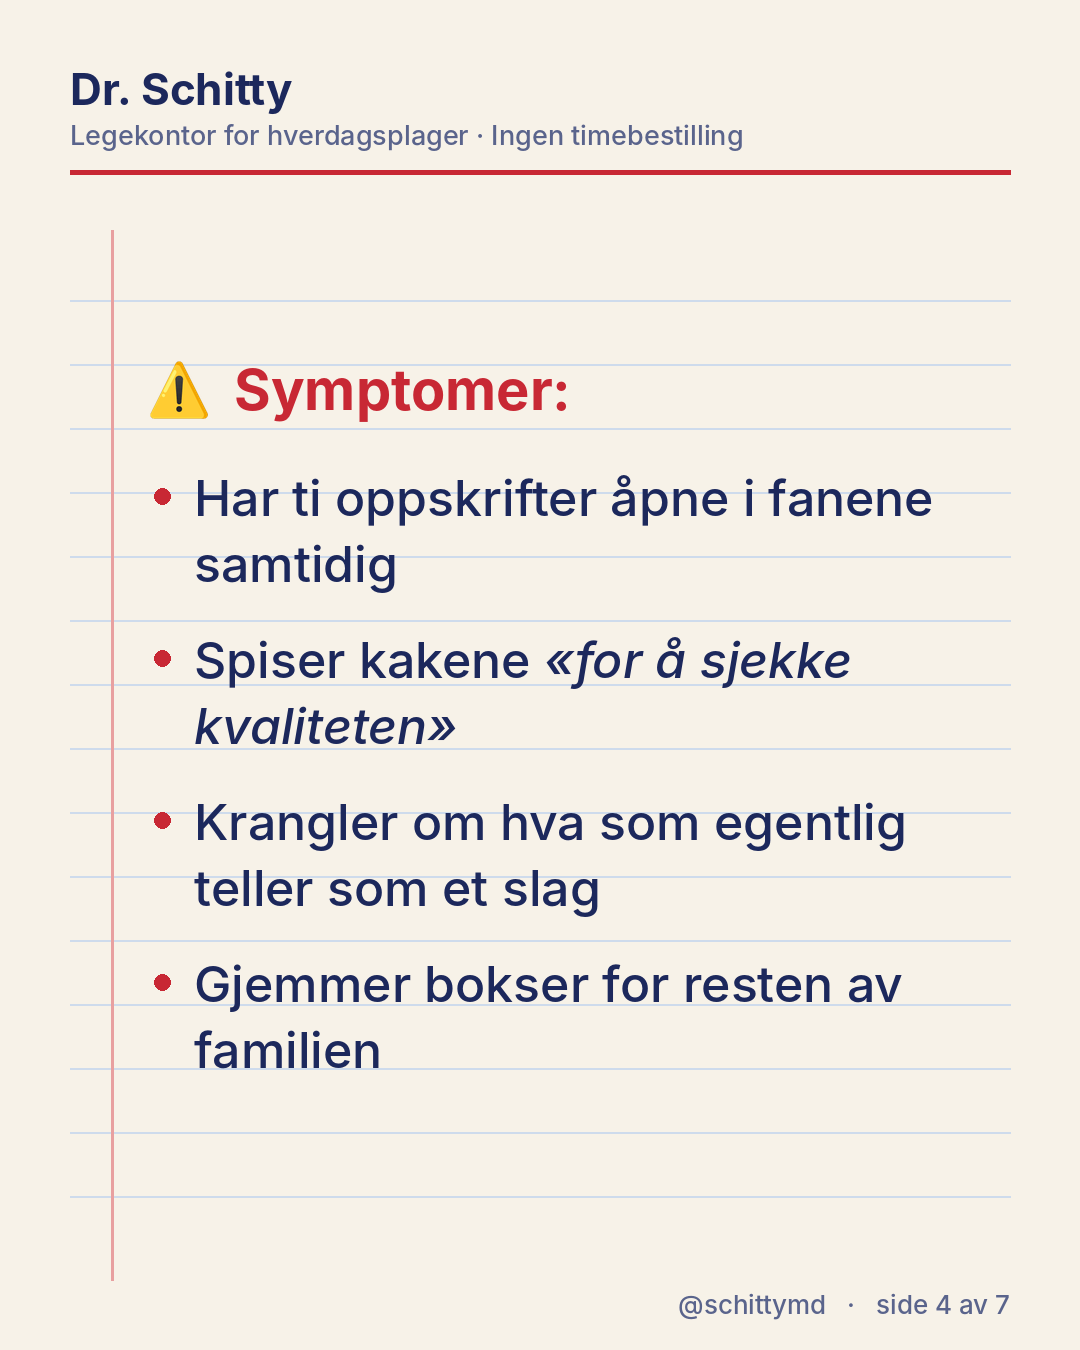 Dr. Schitty
Legekontor for hverdagsplager · Ingen timebestilling
⚠️ Symptomer:
• Har ti oppskrifter åpne i fanene
samtidig
• Spiser kakene «for å sjekke
kvaliteten»
• Krangler om hva som egentlig
teller som et slag
• Gjemmer bokser for resten av
familien
@schittymd · side 4 av 7